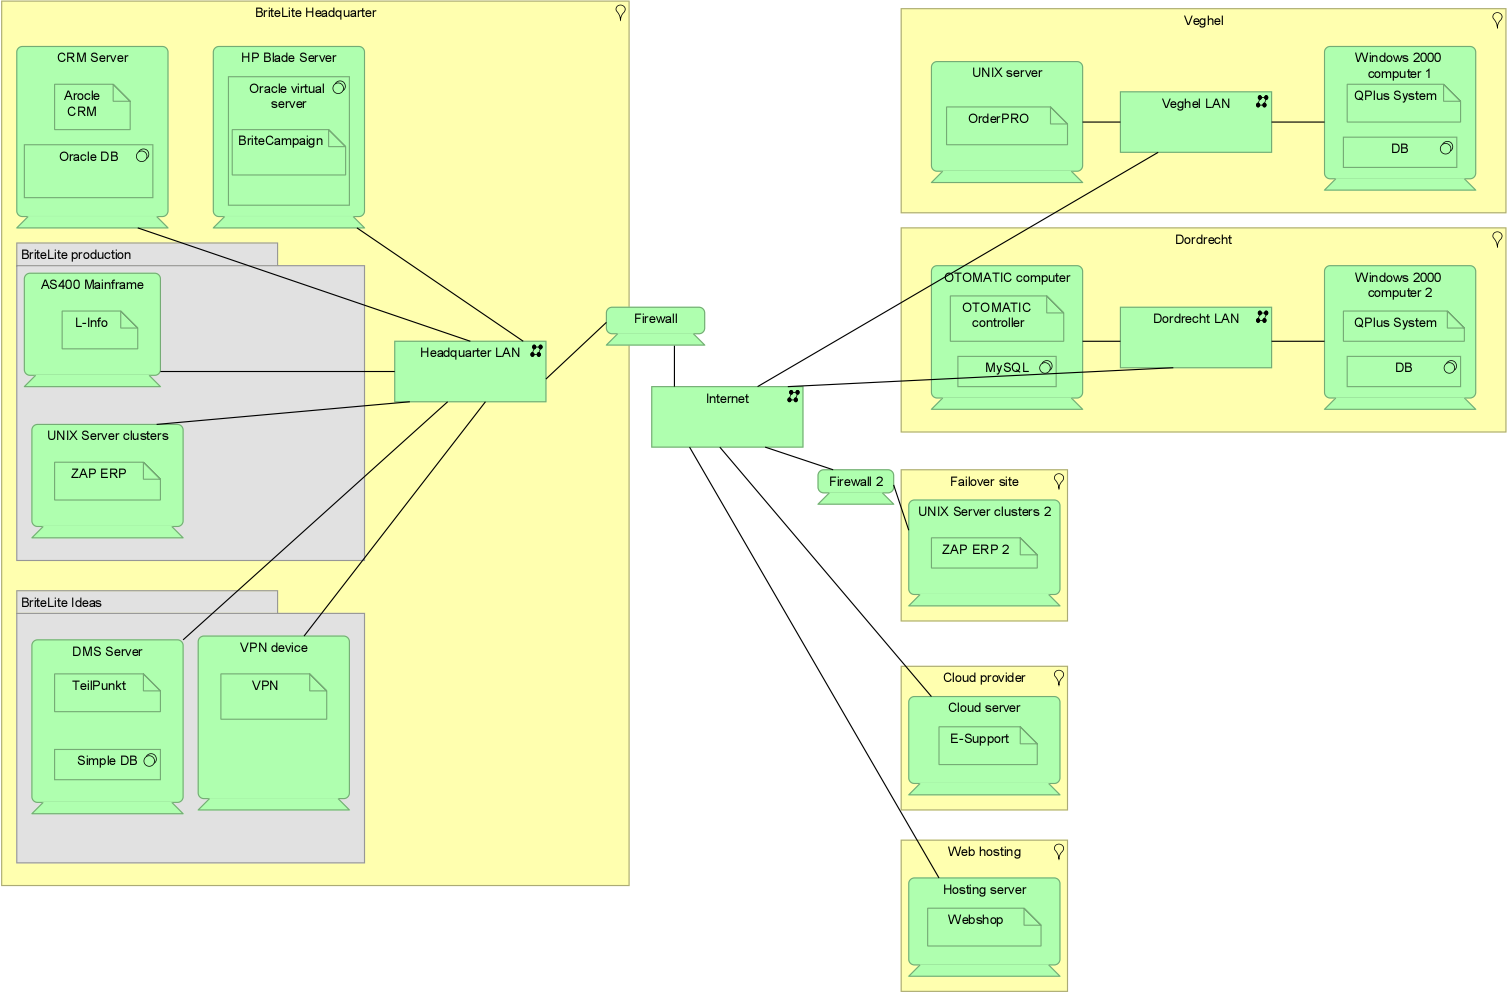 BriteLite Headquarter
CRM Server
Arocle
CRM
Oracle DB
HP Blade Server
Oracle virtual
server
BriteCampaign
BriteLite production
AS400 Mainframe
L-Info
UNIX Server clusters
ZAP ERP
Headquarter LAN
BriteLite Ideas
DMS Server
TeilPunkt
Simple DB
VPN device
VPN
Firewall
Internet
Firewall 2
Veghel
UNIX server
OrderPRO
Veghel LAN
Windows 2000
computer 1
QPlus System
DB
Dordrecht
OTOMATIC computer
OTOMATIC
controller
MySQL
Dordrecht LAN
Windows 2000
computer 2
QPlus System
DB
Failover site
UNIX Server clusters 2
ZAP ERP 2
Cloud provider
Cloud server
E-Support
Web hosting
Hosting server
Webshop